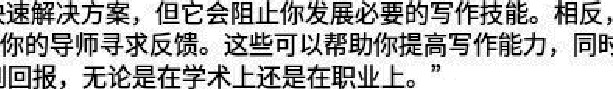 速解决方案，但它会阻止你发展必要的写作技能。相反，
你的导师寻求反馈。这些可以帮助你提高写作能力，同时
回报，无论是在学术上还是在职业上。”